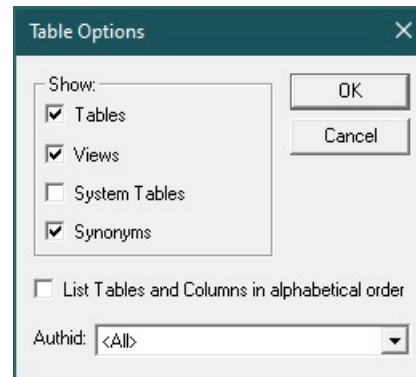 Table Options
Show:
Tables
Views
System Tables
Synonyms
OK
Cancel
List Tables and Columns in alphabetical order
Authid: <All>